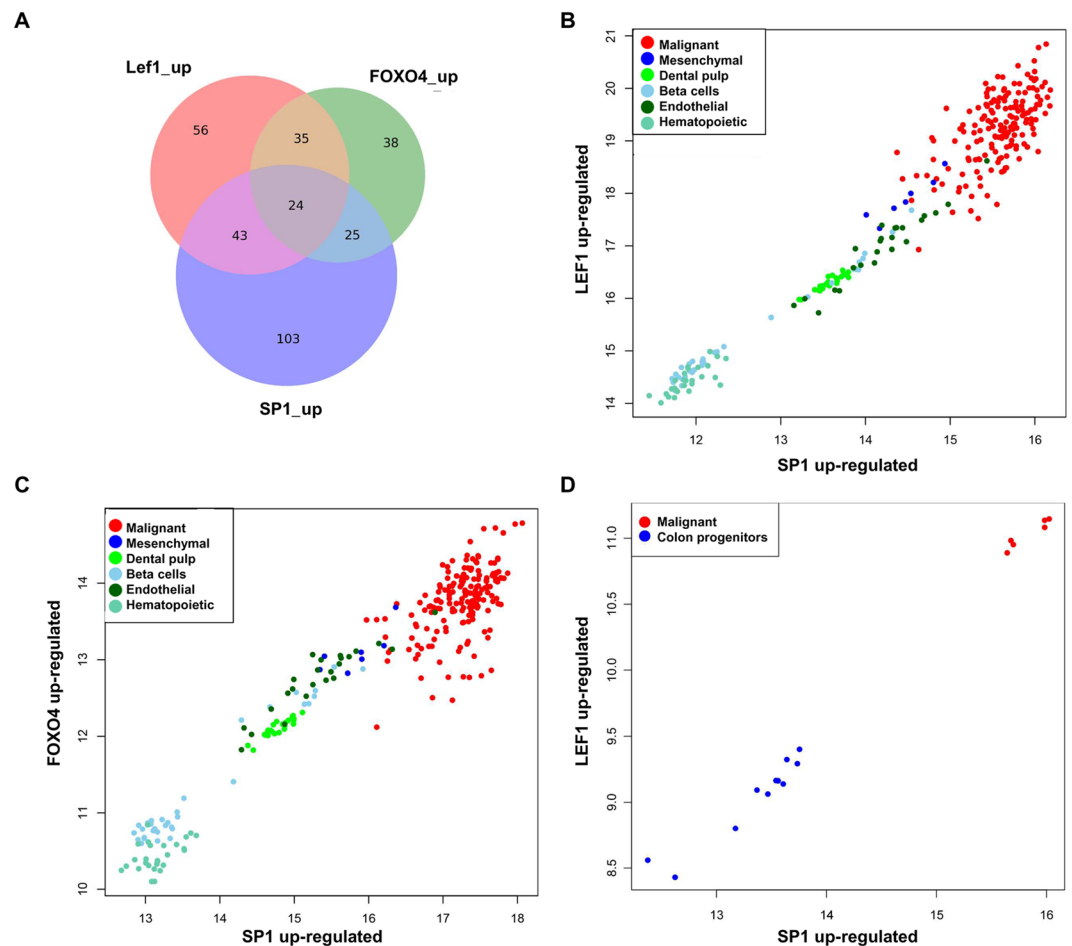 A
Lef1_up
FOXO4_up
56
35
38
24
43
25
103
SP1_up
B
Malignant
Mesenchymal
Dental pulp
Beta cells
Endothelial
Hematopoietic
LEF1 up-regulated
21
20
19
18
17
16
15
14
12
13
14
15
16
SP1 up-regulated
C
Malignant
Mesenchymal
Dental pulp
Beta cells
Endothelial
Hematopoietic
FOXO4 up-regulated
14
13
12
11
10
13
14
15
16
17
18
SP1 up-regulated
D
Malignant
Colon progenitors
LEF1 up-regulated
11.0
10.5
9.5
9.0
8.5
13
14
15
16
SP1 up-regulated